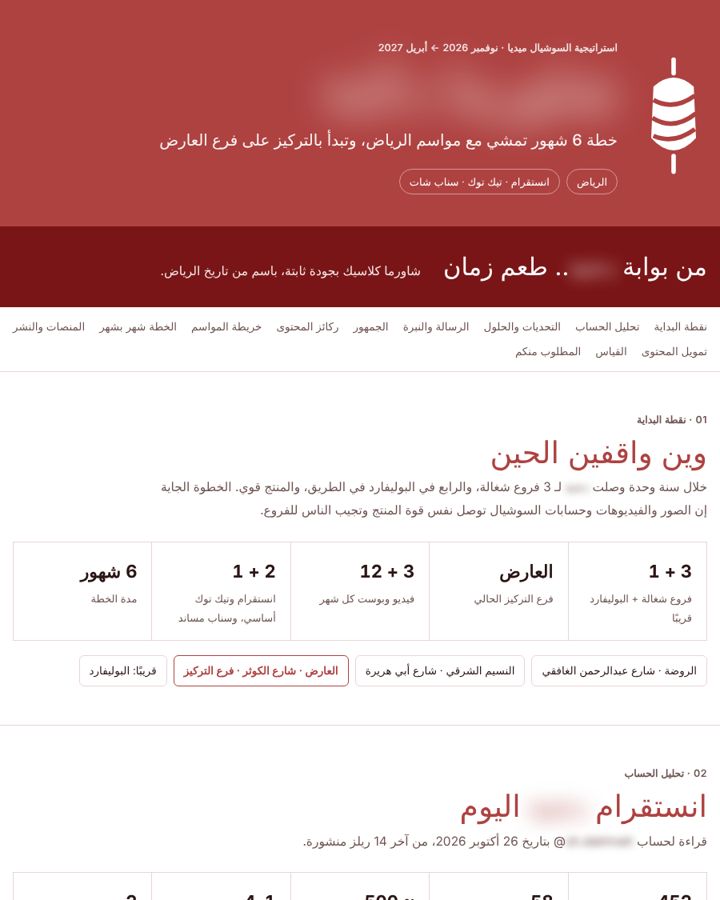 استراتيجية السوشيال ميديا · نوفمبر 2026 ← أبريل 2027
خطة 6 شهور تمشي مع مواسم الرياض، وتبدأ بالتركيز على فرع العارض
الرياض
انستقرام · تيك توك · سناب شات
من بوابة .. طعم زمان
شاورما كلاسيك بجودة ثابتة، باسم من تاريخ الرياض.
نقطة البداية تحليل الحساب التحديات والحلول الرسالة والنبرة الجمهور ركائز المحتوى خريطة المواسم الخطة شهر بشهر المنصات والنشر
تمويل المحتوى القياس المطلوب منكم
01 · نقطة البداية
وين واقفين الحين
خلال سنة وحدة وصلت لـ 3 فروع شغالة، والرابع في البوليفارد في الطريق، والمنتج قوي. الخطوة الجاية
إن الصور والفيديوهات وحسابات السوشيال توصل نفس قوة المنتج وتجيب الناس للفروع.
3 + 1
فروع شغالة + البوليفارد
قريبًا
العارض
فرع التركيز الحالي
3 + 12
فيديو وبوست كل شهر
2 + 1
انستقرام وتيك توك
أساسي، وسناب مساند
6 شهور
مدة الخطة
الروضة · شارع عبدالرحمن الغافقي
النسيم الشرقي · شارع أبي هريرة
العارض · شارع الكوثر · فرع التركيز
قريبًا: البوليفارد
02 · تحليل الحساب
انستقرام اليوم
قراءة لحساب @ بتاريخ 26 أكتوبر 2026، من آخر 14 ريلز منشورة.